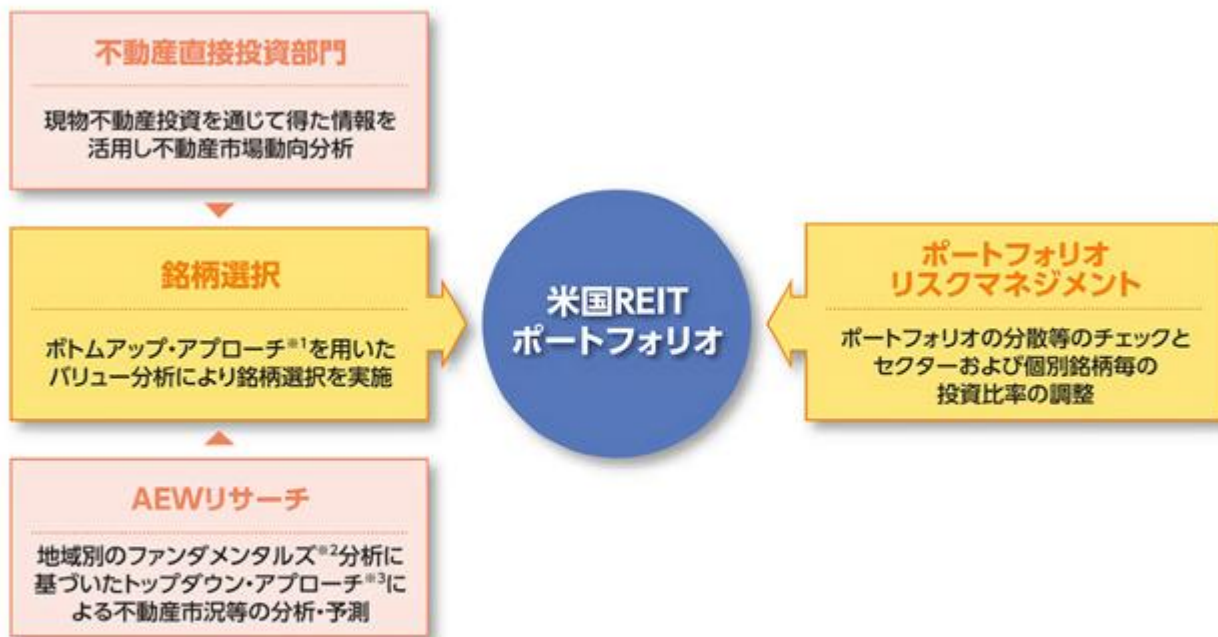 不動産直接投資部門
現物不動産投資を通じて得た情報を
活用し不動産市場動向分析
銘柄選択
ボトムアップ・アプローチ※1を用いた
バリュー分析により銘柄選択を実施
AEWリサーチ
地域別のファンダメンタルズ※2分析に
基づいたトップダウン・アプローチ※3に
よる不動産市況等の分析・予測
米国REIT
ポートフォリオ
ポートフォリオ
リスクマネジメント
ポートフォリオの分散等のチェックと
セクターおよび個別銘柄毎の
投資比率の調整